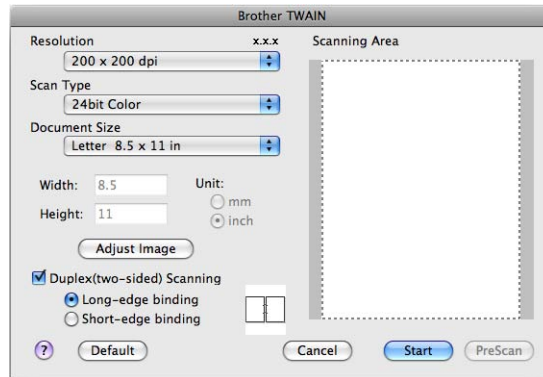 Brother TWAIN
Resolution x.x.x
200 x 200 dpi
Scan Type
24bit Color
Document Size
Letter 8.5 x 11 in
Width: 8.5
Height: 11
Unit:
mm
inch
Adjust Image
Duplex(two-sided) Scanning
Long-edge binding
Short-edge binding
? Default
Scanning Area
Cancel Start PreScan